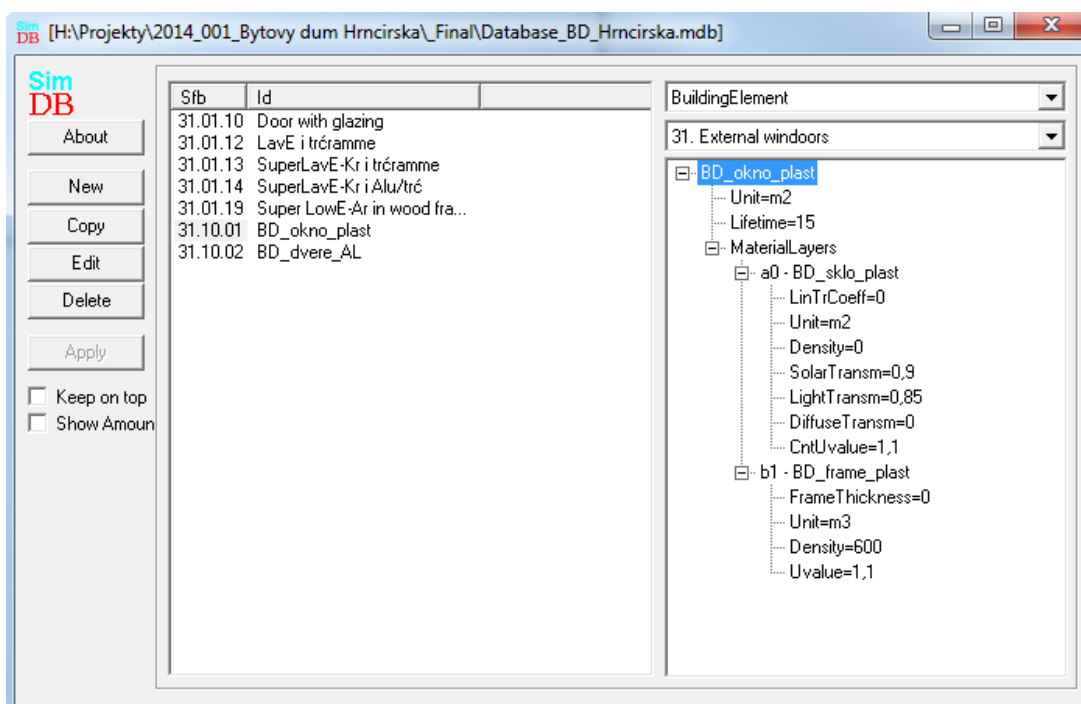 Sim
DB [H:\Projekty\2014_001_Bytovy dum Hrncirska\_Final\Database_BD_Hrncirska.mdb]
Sim
DB
About
New
Copy
Edit
Delete
Apply
Keep on top
Show Amoun
Sfb Id
31.01.10 Door with glazing
31.01.12 LavE i trćramme
31.01.13 SuperLavE-Kr i trćramme
31.01.14 SuperLavE-Kr i Alu/trć
31.01.19 Super LowE-Ar in wood fra...
31.10.01 BD_okno_plast
31.10.02 BD_dvere_AL
BuildingElement
31. External windoors
BD_okno_plast
Unit=m2
Lifetime=15
MaterialLayers
a0 - BD_sklo_plast
LinTrCoeff=0
Unit=m2
Density=0
SolarTransm=0,9
LightTransm=0,85
DiffuseTransm=0
CntUvalue=1,1
b1 - BD_frame_plast
FrameThickness=0
Unit=m3
Density=600
Uvalue=1,1